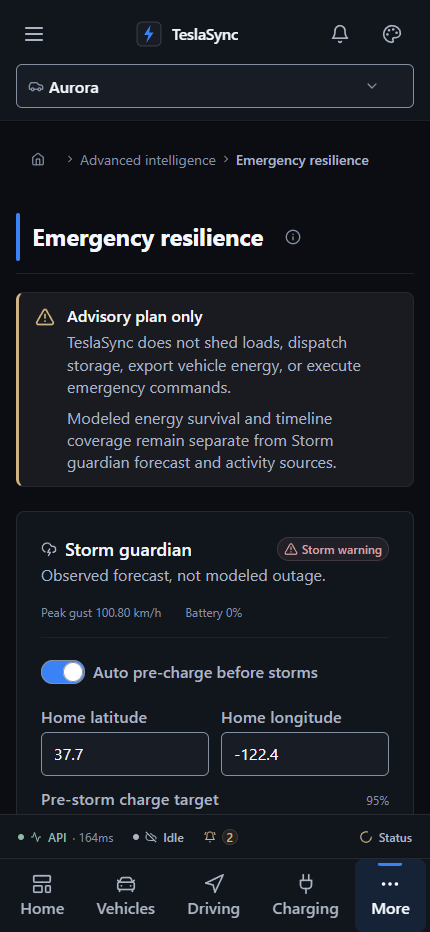 TeslaSync
Aurora
Advanced intelligence
Emergency resilience
Emergency resilience
Advisory plan only
TeslaSync does not shed loads, dispatch
storage, export vehicle energy, or execute
emergency commands.
Modeled energy survival and timeline
coverage remain separate from Storm
guardian forecast and activity sources.
Storm guardian
Storm warning
Observed forecast, not modeled outage.
Peak gust 100.80 km/h
Battery 0%
Auto pre-charge before storms
Home latitude
Home longitude
37.7
-122.4
Pre-storm charge target
95%
API · 164ms
Idle
2
Status
Home
Vehicles
Driving
Charging
More